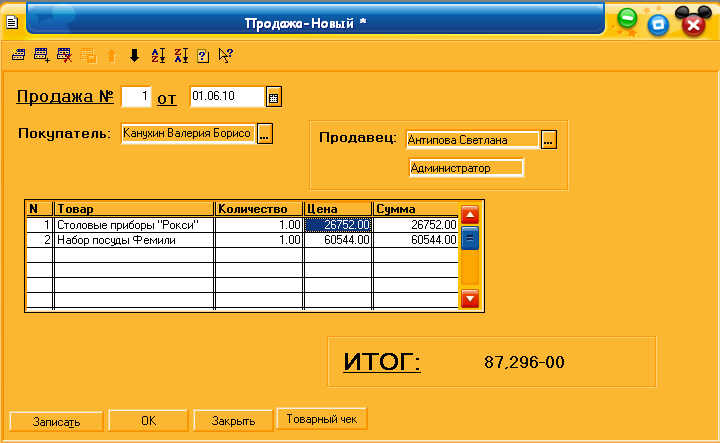 Продажа - Новый *
Продажа № 1 от 01.06.10
Покупатель: Канухин Валерия Борисо ...
Продавец: Антипова Светлана ...
Администратор
N Товар Количество Цена Сумма
1 Столовые приборы "Рокси" 1.00 26752.00 26752.00
2 Набор посуды Фемили 1.00 60544.00 60544.00
ИТОГ: 87,296-00
Записать OK Закрыть Товарный чек